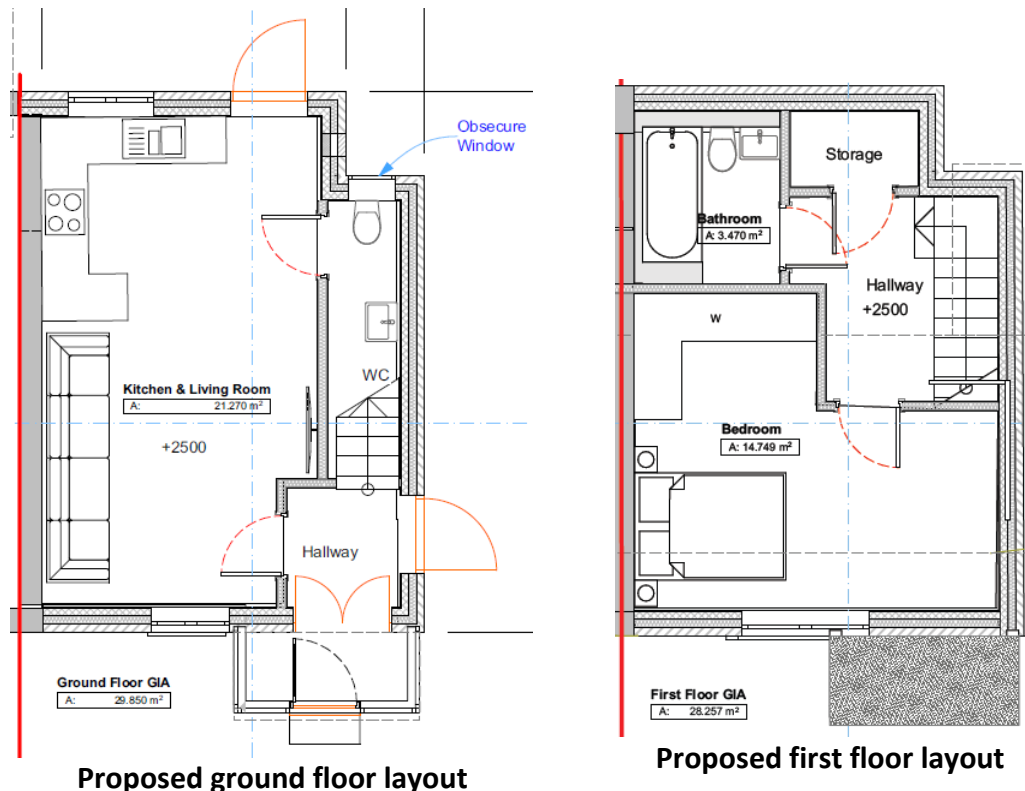 Obsecure
Window
WC
Kitchen & Living Room
A: 21.270 m²
+2500
Hallway
Ground Floor GIA
A: 29.850 m²
Proposed ground floor layout
Storage
Bathroom
A: 3.470 m²
Hallway
+2500
W
Bedroom
A: 14.749 m²
First Floor GIA
A: 28.257 m²
Proposed first floor layout